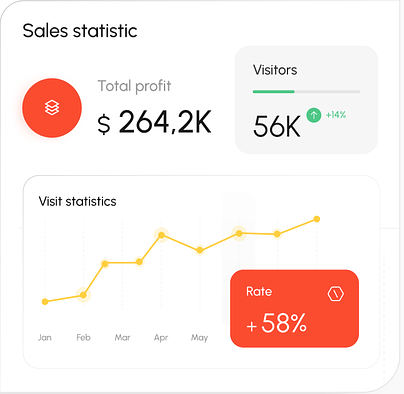 Sales statistic
Total profit
$ 264,2K
Visitors
56K +14%
Visit statistics
Rate
+ 58%
Jan Feb Mar Apr May